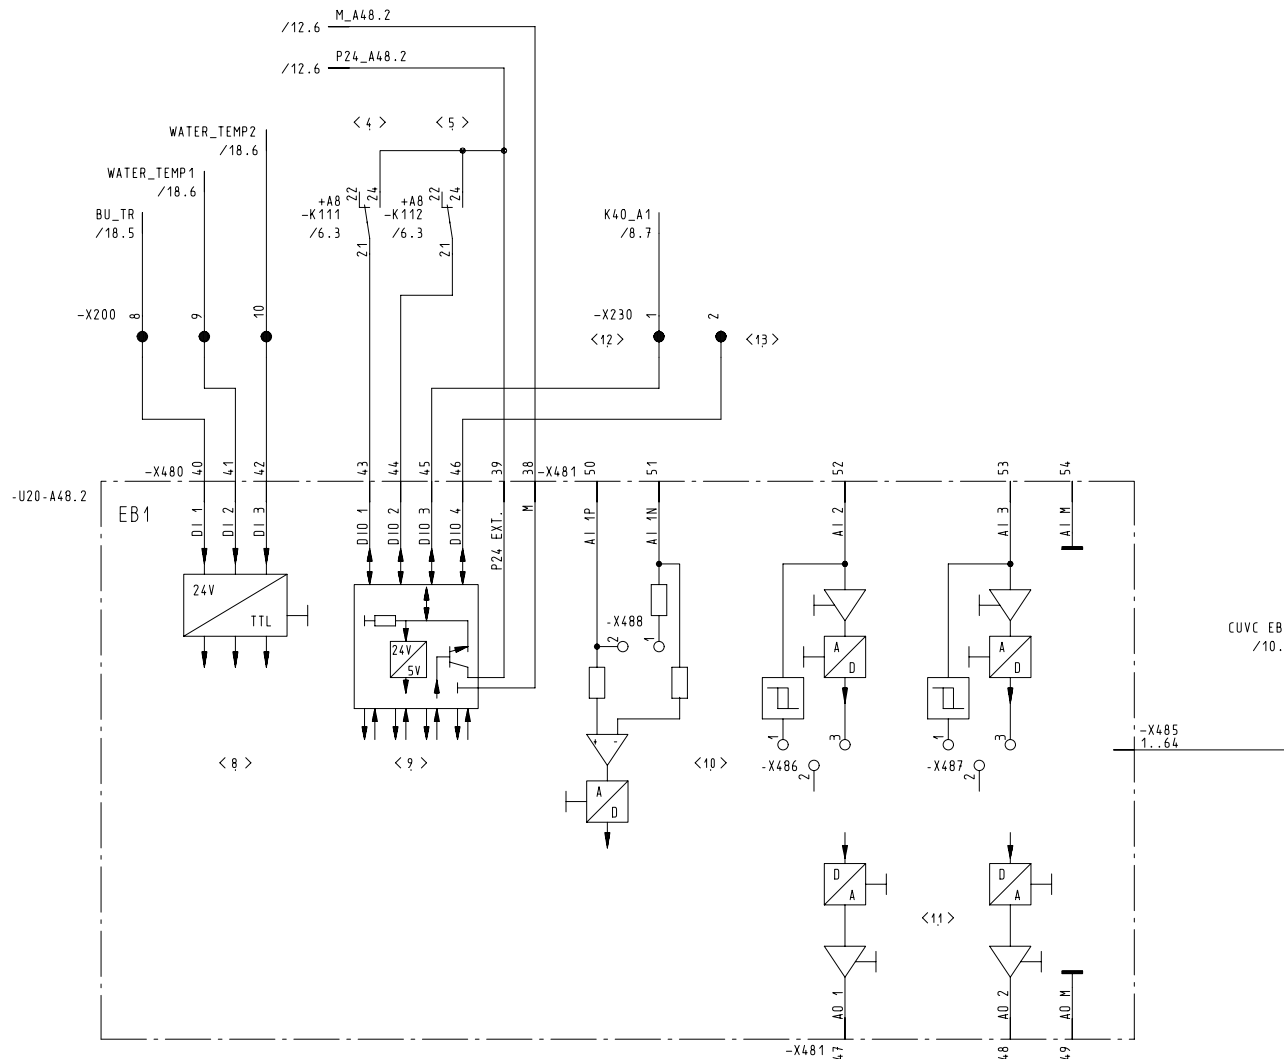 M_A48.2
/12.6
P24_A48.2
/12.6
<4>
<5>
WATER_TEMP2
/18.6
WATER_TEMP1
/18.6
22
24
22
24
+A8
-K111
/6.3
+A8
-K112
/6.3
BU_TR
/18.5
K40_A1
/8.7
21
21
-X200
8
9
10
-X230
1
2
<12>
<13>
-X480
40
41
42
43
44
45
46
39
38
-X481
50
51
52
53
54
-U20-A48.2
EB1
DI 1
DI 2
DI 3
DIO 1
DIO 2
DIO 3
DIO 4
P24 EXT.
M
AI 1P
AI 1N
AI 2
AI 3
AI M
24V
TTL
24V
5V
-X488
2
1
A
D
A
D
CUVC EB
/10.
+
-
1
3
1
3
-X485
1..64
<8>
<9>
<10>
-X486
2
-X487
2
A
D
D
A
D
A
<11>
AO 1
AO 2
AO M
-X481
47
48
49